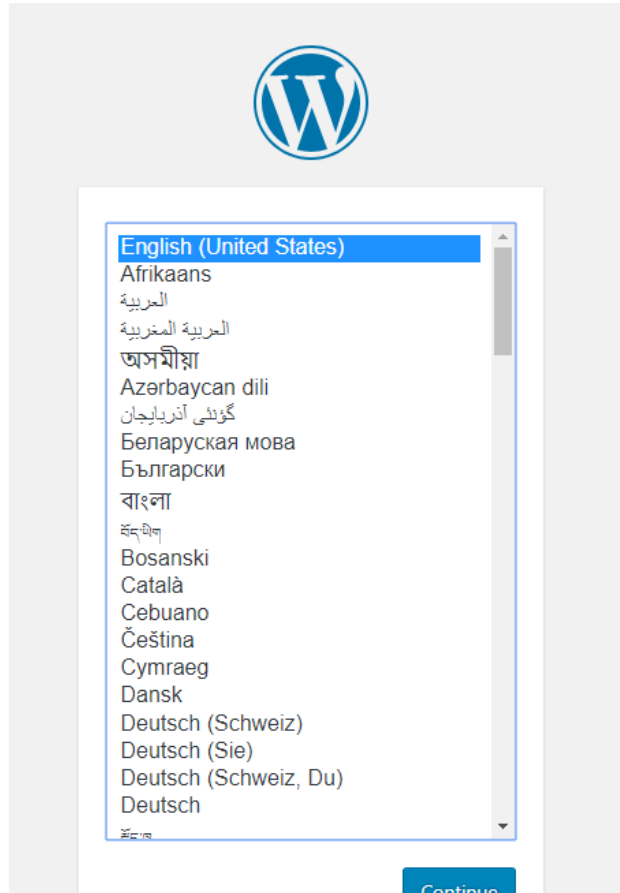 English (United States)
Afrikaans
العربية
العربية المغربية
অসমীয়া
Azərbaycan dili
گؤنئی آذربایجان
Беларуская мова
Български
বাংলা
བོད་ཡིག
Bosanski
Català
Cebuano
Čeština
Cymraeg
Dansk
Deutsch (Schweiz)
Deutsch (Sie)
Deutsch (Schweiz, Du)
Deutsch
Continue